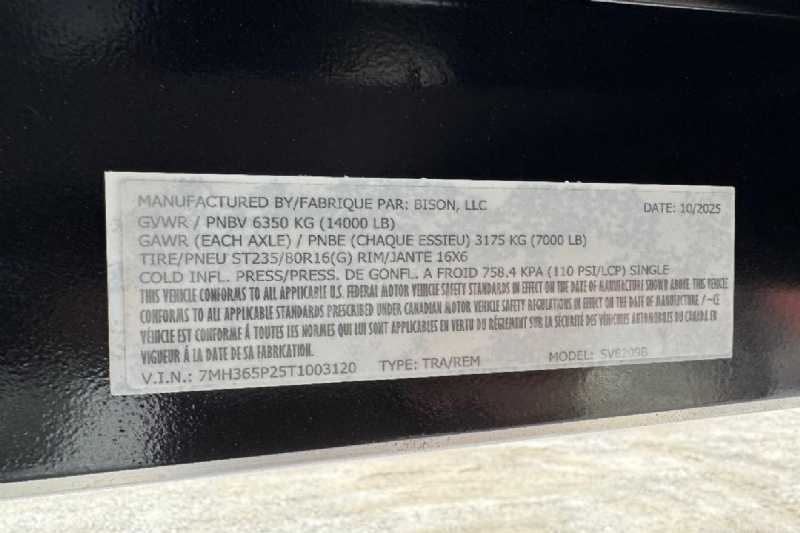 MANUFACTURED BY/FABRIQUE PAR: BISON, LLC DATE: 10/2025
GVWR / PNBV 6350 KG (14000 LB)
GAWR (EACH AXLE) / PNBE (CHAQUE ESSIEU) 3175 KG (7000 LB)
TIRE/PNEU ST235/80R16(G) RIM/JANTE 16X6
COLD INFL. PRESS/PRESS. DE GONFL. A FROID 758.4 KPA (110 PSI/LCP) SINGLE
THIS VEHICLE CONFORMS TO ALL APPLICABLE U.S. FEDERAL MOTOR VEHICLE SAFETY STANDARDS IN EFFECT ON THE DATE OF MANUFACTURE SHOWN ABOVE. THIS VEHICLE
CONFORMS TO ALL APPLICABLE STANDARDS PRESCRIBED UNDER CANADIAN MOTOR VEHICLE SAFETY REGULATIONS IN EFFECT ON THE DATE OF MANUFACTURE / -CE
VÉHICULE EST CONFORME Á TOUTES LES NORMES QUI LUI SONT APPLICABLES EN VERTU DU RÈGLEMENT SUR LA SÉCURITÉ DES VÉHICULES AUTOMOBILES DU CANADA EN
VIGUEUR Á LA DATE DE SA FABRICATION.
V.I.N.: 7MH365P25T1003120 TYPE: TRA/REM MODEL: SV8209B